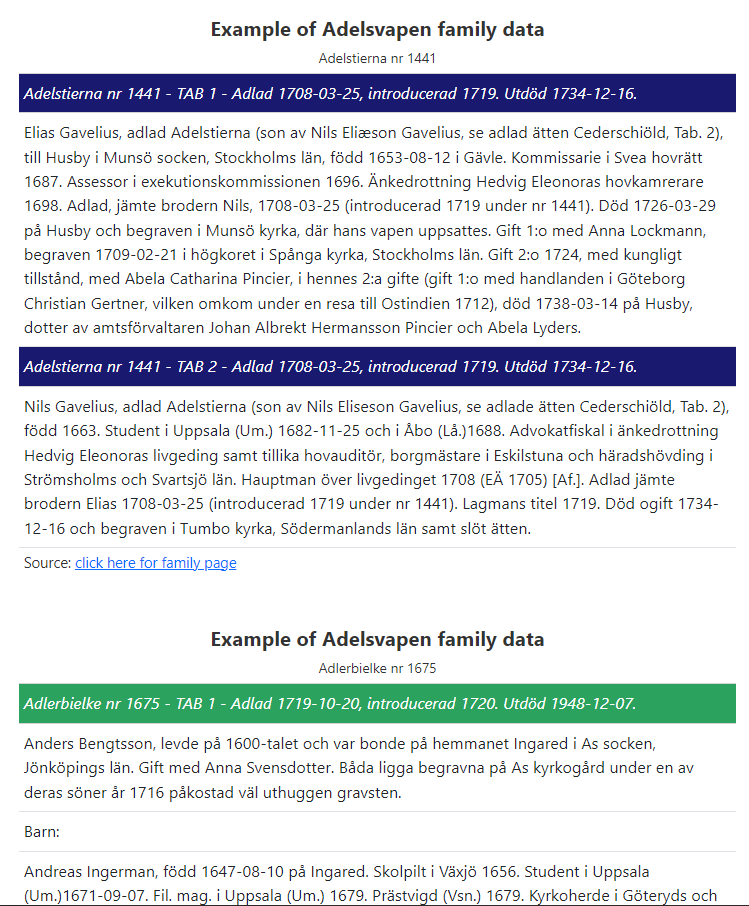 Example of Adelsvapen family data
Adelstierna nr 1441
Adelstierna nr 1441 - TAB 1 - Adlad 1708-03-25, introducerad 1719. Utdöd 1734-12-16.
Elias Gavelius, adlad Adelstierna (son av Nils Eliæson Gavelius, se adlad ätten Cederschiöld, Tab. 2),
till Husby i Munsö socken, Stockholms län, född 1653-08-12 i Gävle. Kommissarie i Svea hovrätt
1687. Assessor i exekutionskommissionen 1696. Änkedrottning Hedvig Eleonoras hovkamrerare
1698. Adlad, jämte brodern Nils, 1708-03-25 (introducerad 1719 under nr 1441). Död 1726-03-29
på Husby och begraven i Munsö kyrka, där hans vapen uppsattes. Gift 1:o med Anna Lockmann,
begraven 1709-02-21 i högkoret i Spånga kyrka, Stockholms län. Gift 2:o 1724, med kungligt
tillstånd, med Abela Catharina Pincier, i hennes 2:a gifte (gift 1:o med handlanden i Göteborg
Christian Gertner, vilken omkom under en resa till Ostindien 1712), död 1738-03-14 på Husby,
dotter av amtsförvaltaren Johan Albrekt Hermansson Pincier och Abela Lyders.
Adelstierna nr 1441 - TAB 2 - Adlad 1708-03-25, introducerad 1719. Utdöd 1734-12-16.
Nils Gavelius, adlad Adelstierna (son av Nils Eliseson Gavelius, se adlade ätten Cederschiöld, Tab. 2),
född 1663. Student i Uppsala (Um.) 1682-11-25 och i Åbo (Lå.)1688. Advokatfiskal i änkedrottning
Hedvig Eleonoras livgeding samt tillika hovauditör, borgmästare i Eskilstuna och häradshövding i
Strömsholms och Svartsjö län. Hauptman över livgedinget 1708 (EÄ 1705) [Af.]. Adlad jämte
brodern Elias 1708-03-25 (introducerad 1719 under nr 1441). Lagmans titel 1719. Död ogift 1734-
12-16 och begraven i Tumbo kyrka, Södermanlands län samt slöt ätten.
Source: click here for family page
Example of Adelsvapen family data
Adlerbielke nr 1675
Adlerbielke nr 1675 - TAB 1 - Adlad 1719-10-20, introducerad 1720. Utdöd 1948-12-07.
Anders Bengtsson, levde på 1600-talet och var bonde på hemmanet Ingared i As socken,
Jönköpings län. Gift med Anna Svensdotter. Båda ligga begravna på As kyrkogård under en av
deras söner år 1716 påkostad väl uthuggen gravsten.
Barn:
Andreas Ingerman, född 1647-08-10 på Ingared. Skolpilt i Växjö 1656. Student i Uppsala
(Um.)1671-09-07. Fil. mag. i Uppsala (Um.) 1679. Prästvigd (Vsn.) 1679. Kyrkoherde i Göteryds och